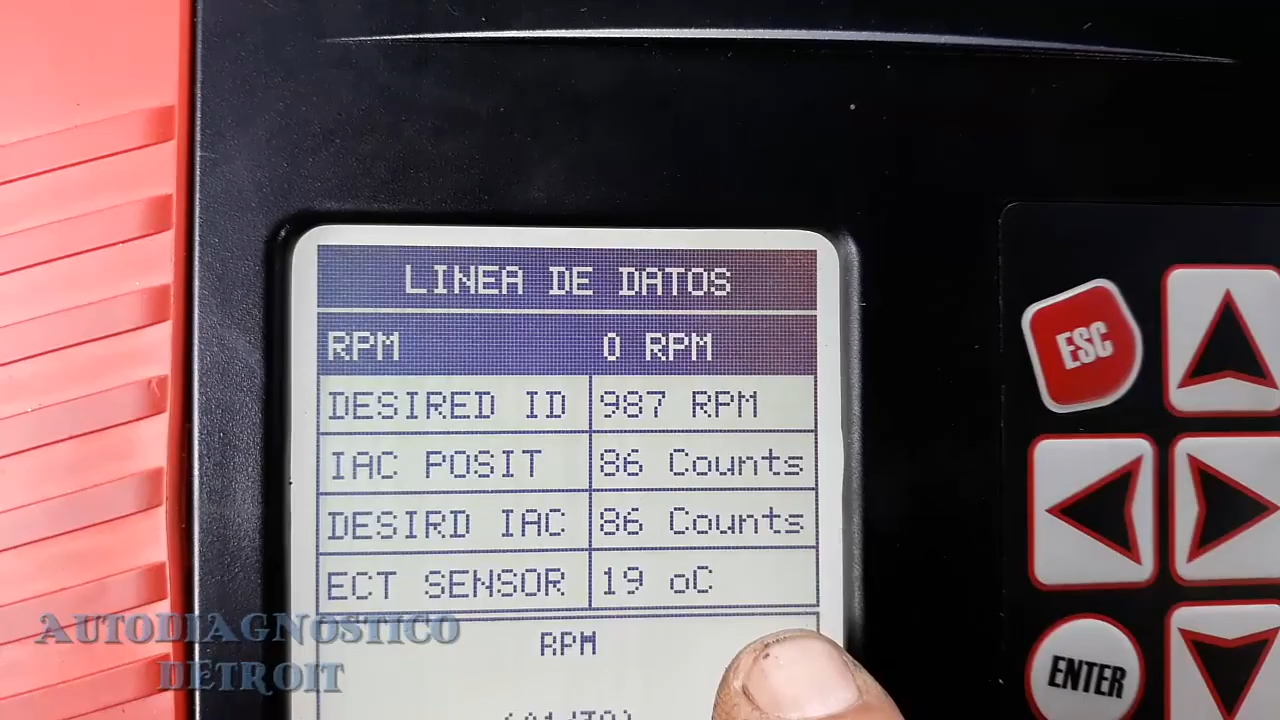 LINEA DE DATOS
RPM 0 RPM
DESIRED ID 987 RPM
IAC POSIT 86 Counts
DESIRD IAC 86 Counts
ECT SENSOR 19 oC
RPM
ESC
ENTER
AUTODIAGNOSTICO
DETROIT